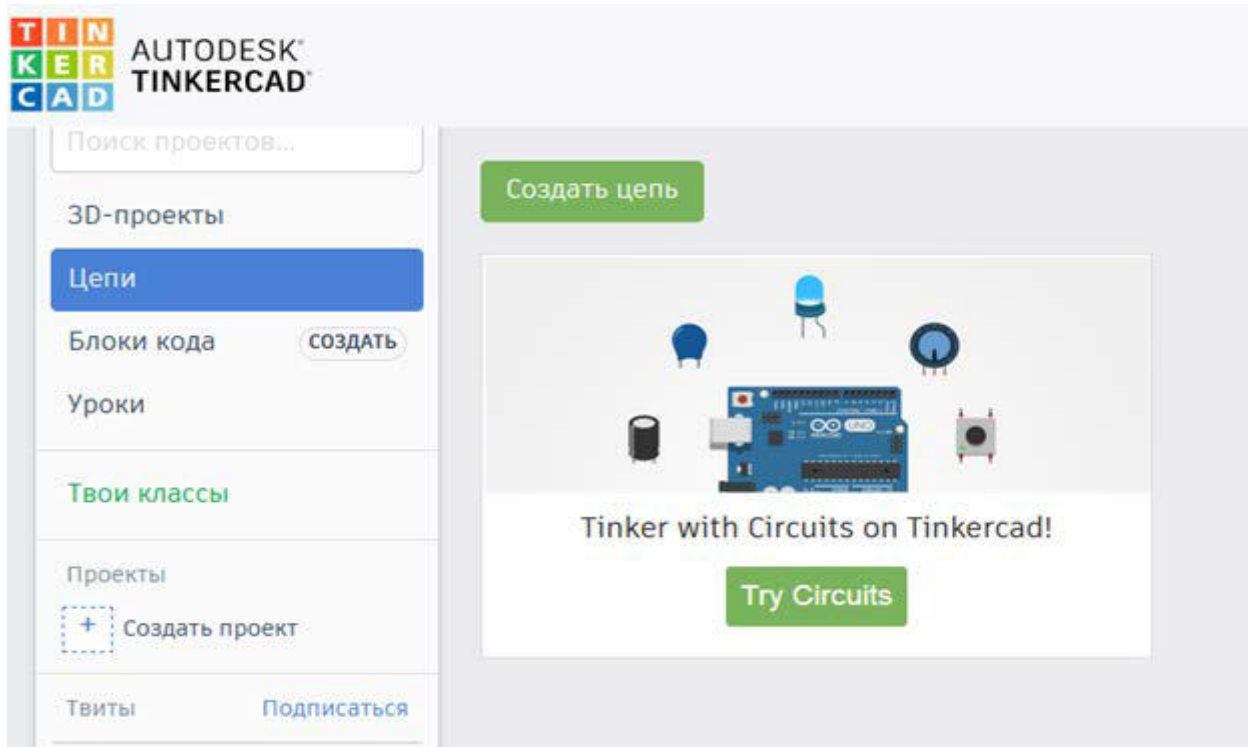 TIN
KER
CAD
AUTODESK®
TINKERCAD®
Поиск проектов...
3D-проекты
Цепи
Блоки кода СОЗДАТЬ
Уроки
Твои классы
Проекты
+ Создать проект
Твиты Подписаться
Создать цепь
UNO
Tinker with Circuits on Tinkercad!
Try Circuits